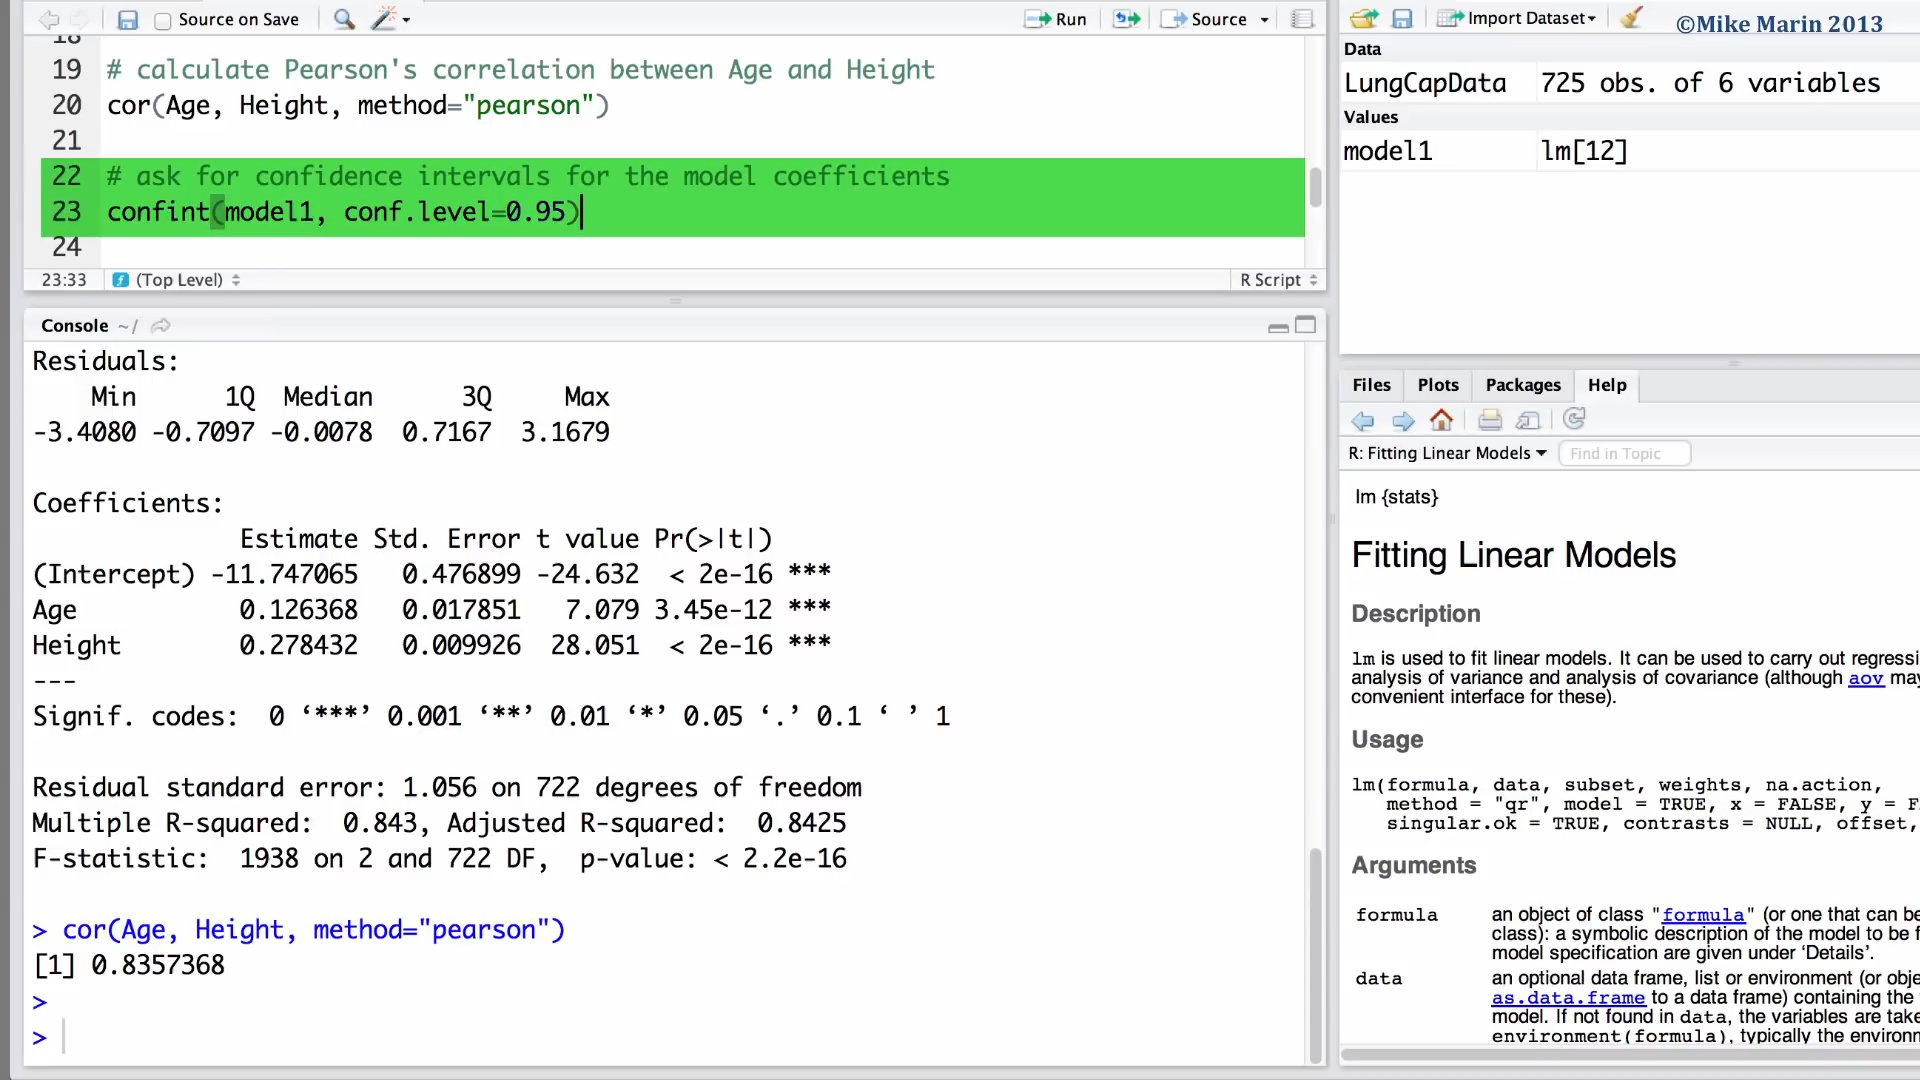 Source on Save
Run
Source
Import Dataset
©Mike Marin 2013
18
19 # calculate Pearson's correlation between Age and Height
20 cor(Age, Height, method="pearson")
21
22 # ask for confidence intervals for the model coefficients
23 confint(model1, conf.level=0.95)
24
23:33 (Top Level) R Script
Data
LungCapData 725 obs. of 6 variables
Values
model1 lm[12]
Console ~/
Residuals:
Min 1Q Median 3Q Max
-3.4080 -0.7097 -0.0078 0.7167 3.1679
Coefficients:
Estimate Std. Error t value Pr(>|t|)
(Intercept) -11.747065 0.476899 -24.632 < 2e-16 ***
Age 0.126368 0.017851 7.079 3.45e-12 ***
Height 0.278432 0.009926 28.051 < 2e-16 ***
---
Signif. codes: 0 ‘***’ 0.001 ‘**’ 0.01 ‘*’ 0.05 ‘.’ 0.1 ‘ ’ 1
Residual standard error: 1.056 on 722 degrees of freedom
Multiple R-squared: 0.843, Adjusted R-squared: 0.8425
F-statistic: 1938 on 2 and 722 DF, p-value: < 2.2e-16
> cor(Age, Height, method="pearson")
[1] 0.8357368
>
>
Files Plots Packages Help
R: Fitting Linear Models Find in Topic
lm {stats}
Fitting Linear Models
Description
lm is used to fit linear models. It can be used to carry out regressi
analysis of variance and analysis of covariance (although aov may
convenient interface for these).
Usage
lm(formula, data, subset, weights, na.action,
method = "qr", model = TRUE, x = FALSE, y = F
singular.ok = TRUE, contrasts = NULL, offset,
Arguments
formula an object of class "formula" (or one that can be
class): a symbolic description of the model to be f
model specification are given under ‘Details’.
data an optional data frame, list or environment (or obje
as.data.frame to a data frame) containing the
model. If not found in data, the variables are take
environment(formula), typically the environm